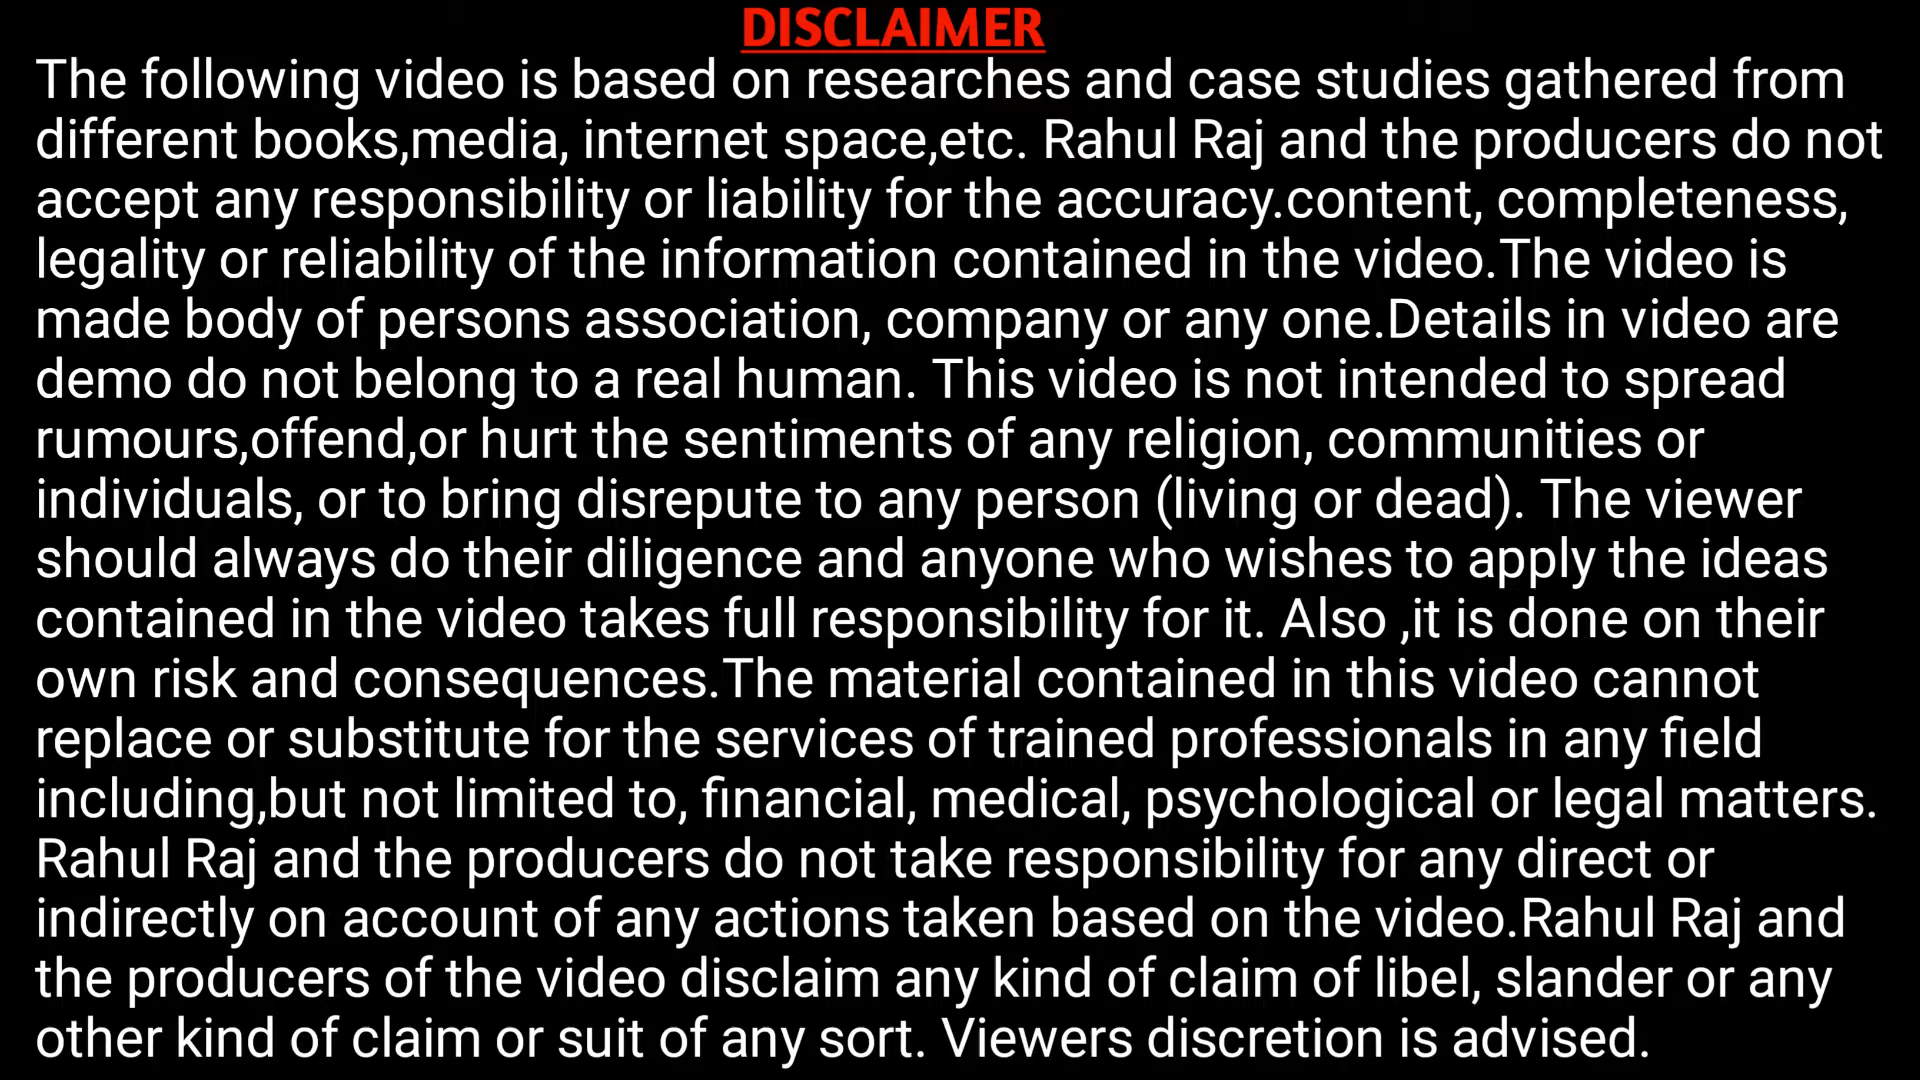 DISCLAIMER
The following video is based on researches and case studies gathered from
different books,media, internet space,etc. Rahul Raj and the producers do not
accept any responsibility or liability for the accuracy.content, completeness,
legality or reliability of the information contained in the video.The video is
made body of persons association, company or any one.Details in video are
demo do not belong to a real human. This video is not intended to spread
rumours,offend,or hurt the sentiments of any religion, communities or
individuals, or to bring disrepute to any person (living or dead). The viewer
should always do their diligence and anyone who wishes to apply the ideas
contained in the video takes full responsibility for it. Also ,it is done on their
own risk and consequences.The material contained in this video cannot
replace or substitute for the services of trained professionals in any field
including,but not limited to, financial, medical, psychological or legal matters.
Rahul Raj and the producers do not take responsibility for any direct or
indirectly on account of any actions taken based on the video.Rahul Raj and
the producers of the video disclaim any kind of claim of libel, slander or any
other kind of claim or suit of any sort. Viewers discretion is advised.